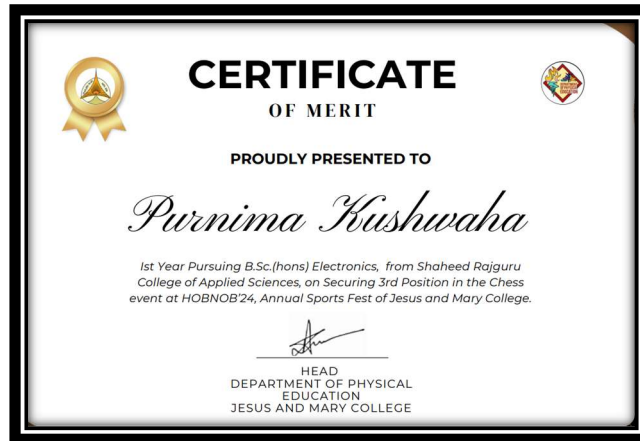 CERTIFICATE
OF MERIT
PROUDLY PRESENTED TO
Purnima Kushwaha
Ist Year Pursuing B.Sc.(hons) Electronics, from Shaheed Rajguru
College of Applied Sciences, on Securing 3rd Position in the Chess
event at HOBNOB'24, Annual Sports Fest of Jesus and Mary College.
HEAD
DEPARTMENT OF PHYSICAL
EDUCATION
JESUS AND MARY COLLEGE